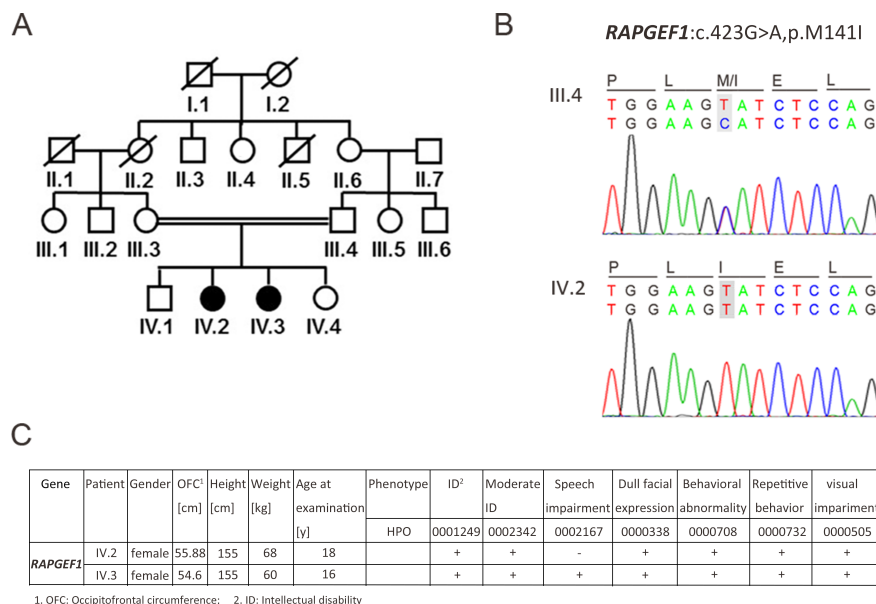 A
I.1 I.2
II.1 II.2 II.3 II.4 II.5 II.6 II.7
III.1 III.2 III.3 III.4 III.5 III.6
IV.1 IV.2 IV.3 IV.4
B
RAPGEF1:c.423G>A,p.M141I
III.4
P L M/I E L
T G G A A G T A T C T C C A G
T G G A A G C A T C T C C A G
IV.2
P L I E L
T G G A A G T A T C T C C A G
T G G A A G T A T C T C C A G
C
Gene Patient Gender OFC¹ [cm] Height [cm] Weight [kg] Age at examination [y] Phenotype ID² Moderate ID Speech impairment Dull facial expression Behavioral abnormality Repetitive behavior visual impariment
HPO 0001249 0002342 0002167 0000338 0000708 0000732 0000505
RAPGEF1
IV.2 female 55.88 155 68 18 + + - + + + +
IV.3 female 54.6 155 60 16 + + + + + + +
1. OFC: Occipitofrontal circumference; 2. ID: Intellectual disability